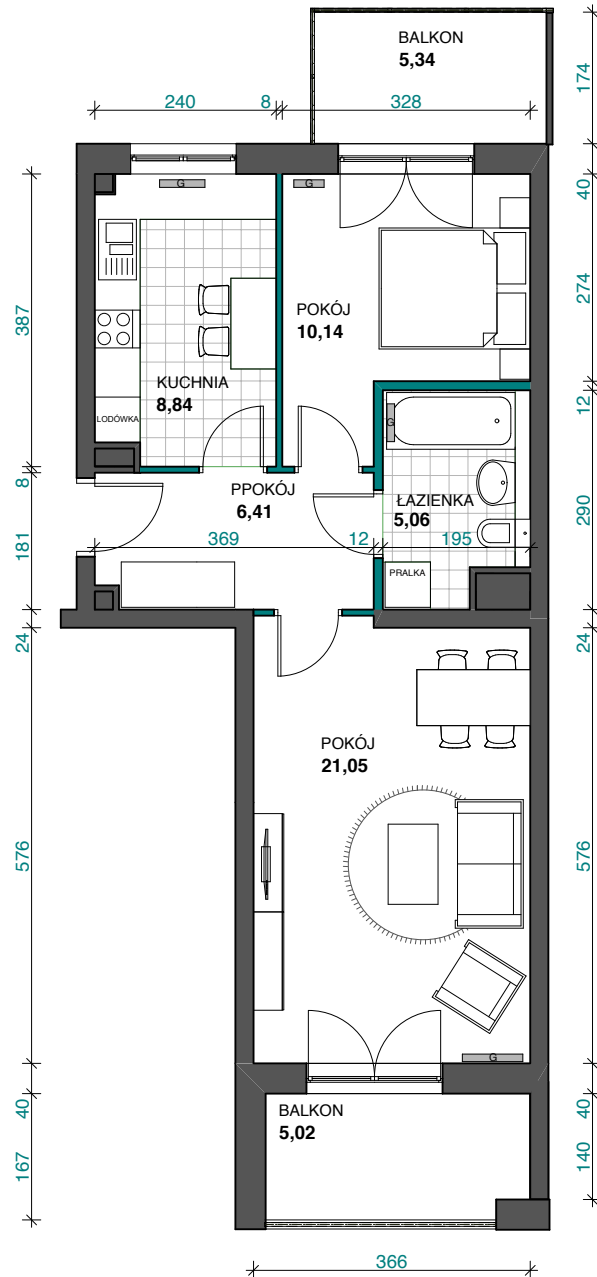 BALKON
5,34
174
240
8
328
40
G
G
387
274
POKÓJ
10,14
KUCHNIA
8,84
LODÓWKA
12
G
8
PPOKÓJ
6,41
ŁAZIENKA
5,06
290
181
369
12
195
PRALKA
24
24
POKÓJ
21,05
576
576
G
40
BALKON
5,02
40
167
140
366